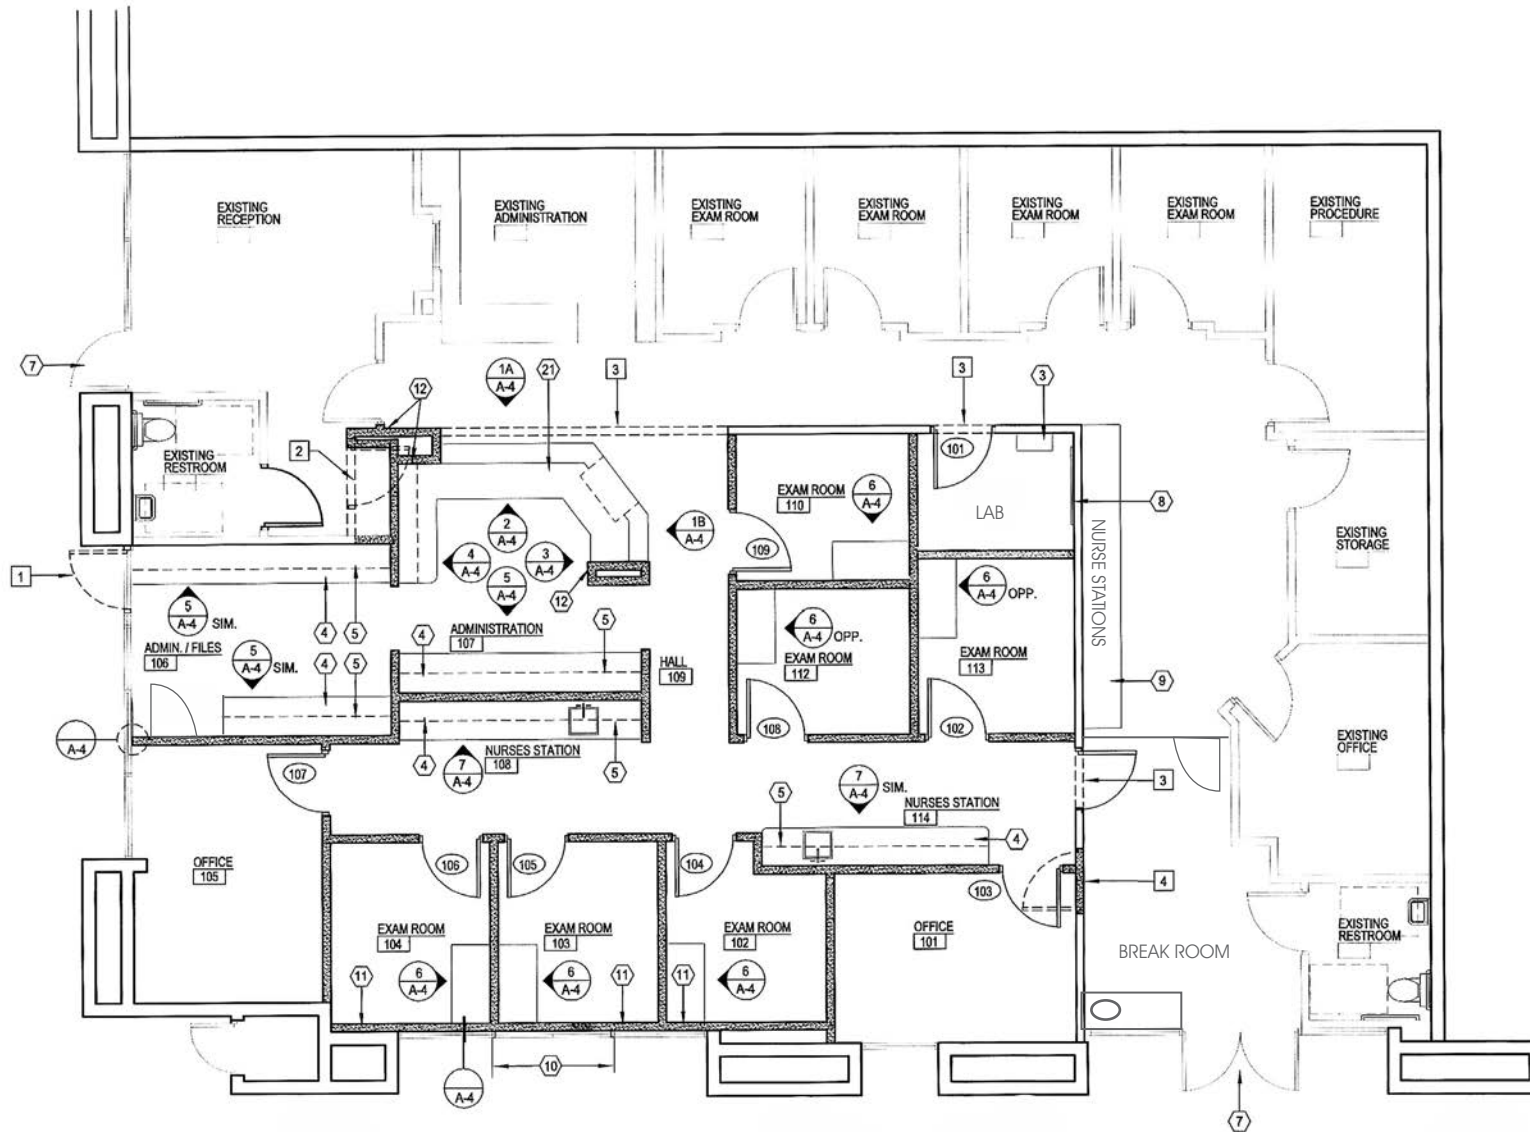 EXISTING
RECEPTION
EXISTING
ADMINISTRATION
EXISTING
EXAM ROOM
EXISTING
EXAM ROOM
EXISTING
EXAM ROOM
EXISTING
EXAM ROOM
EXISTING
PROCEDURE
7
1A
A-4
21
12
3
3
3
EXISTING
RESTROOM
2
101
EXAM ROOM
110
6
A-4
LAB
8
NURSE STATIONS
EXISTING
STORAGE
1
2
A-4
4
A-4
3
A-4
5
A-4
1B
A-4
109
12
6
A-4
OPP.
5
A-4
SIM.
4
5
ADMIN. / FILES
106
5
A-4
SIM.
4
5
ADMINISTRATION
107
4
5
HALL
109
6
A-4
OPP.
EXAM ROOM
112
EXAM ROOM
113
9
A-4
107
4
7
A-4
NURSES STATION
108
5
108
102
EXISTING
OFFICE
7
A-4
SIM.
NURSES STATION
114
3
5
4
OFFICE
105
106
105
104
103
4
EXAM ROOM
104
EXAM ROOM
103
EXAM ROOM
102
OFFICE
101
BREAK ROOM
EXISTING
RESTROOM
11
6
A-4
6
A-4
11
11
6
A-4
10
A-4
7